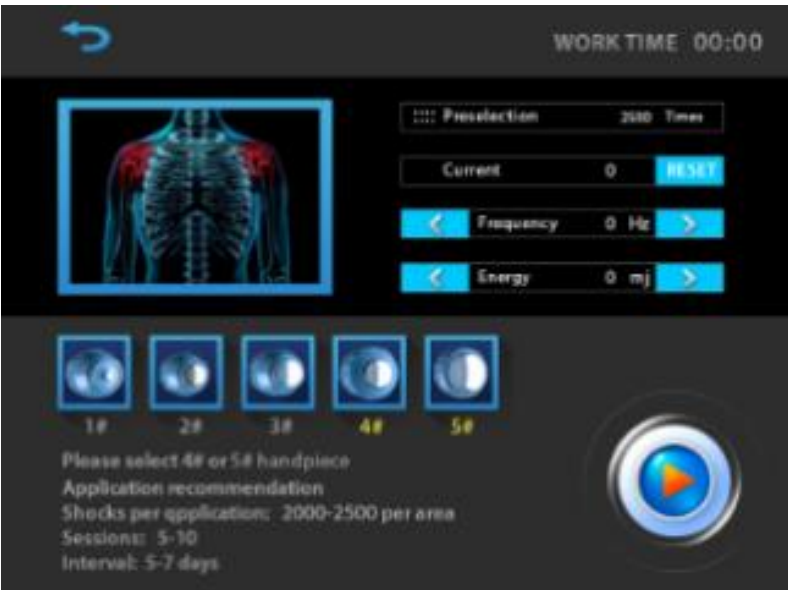 WORK TIME 00:00
Preselection 2500 Times
Current 0 RESET
Frequency 0 Hz
Energy 0 mj
1# 2# 3# 4# 5#
Please select 4# or 5# handpiece
Application recommendation
Shocks per qpplication: 2000-2500 per area
Sessions: 5-10
Interval: 5-7 days